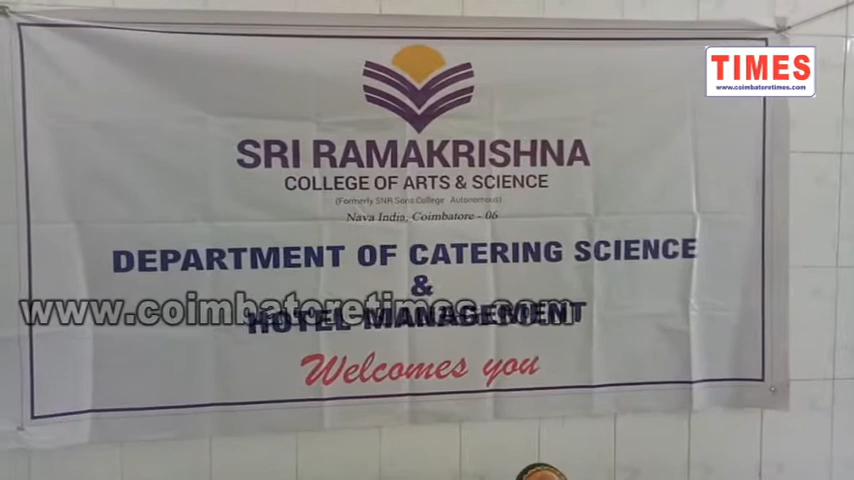 TIMES
www.coimbatoretimes.com
SRI RAMAKRISHNA
COLLEGE OF ARTS & SCIENCE
(Formerly SNR Sons College Autonomous)
Nava India, Coimbatore - 06
DEPARTMENT OF CATERING SCIENCE
&
www.coimbatoretimes.com
HOTEL MANAGEMENT
Welcomes you